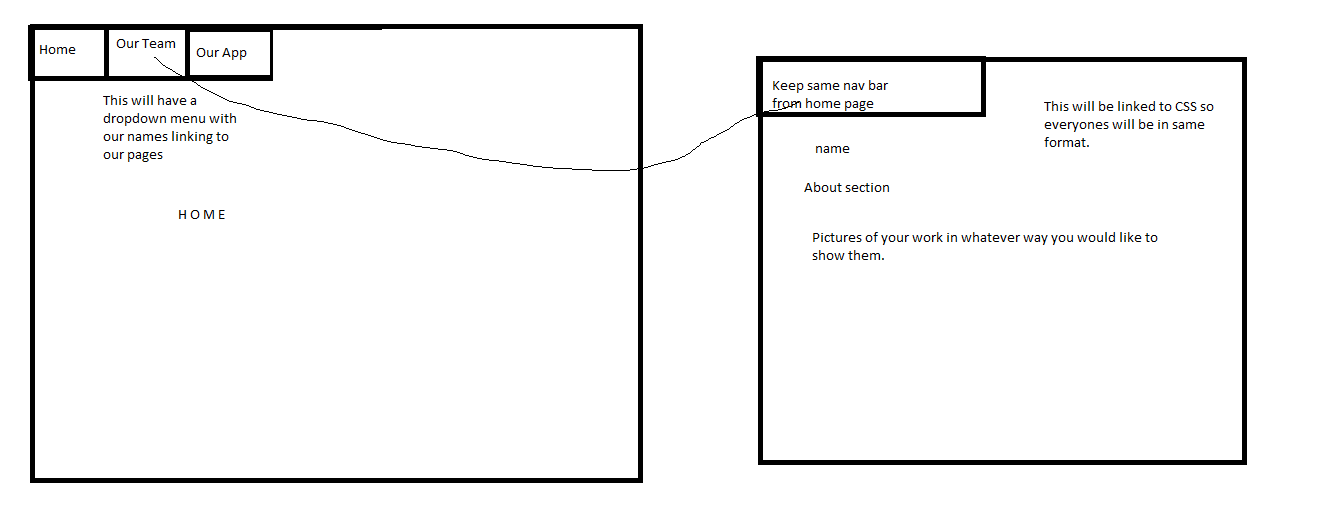 Home
Our Team
Our App
This will have a
dropdown menu with
our names linking to
our pages
H O M E
Keep same nav bar
from home page
This will be linked to CSS so
everyones will be in same
format.
name
About section
Pictures of your work in whatever way you would like to
show them.